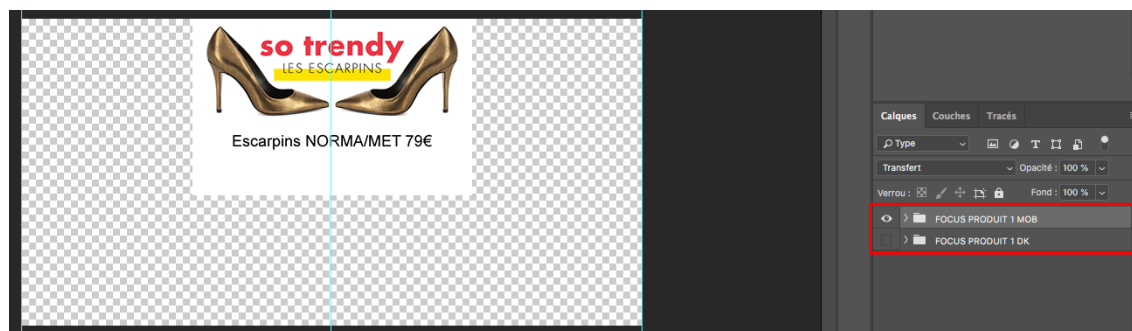 so trendy
LES ESCARPINS
Escarpins NORMA/MET 79€
Calques Couches Tracés
Type
Transfert Opacité : 100 %
Verrou : Fond : 100 %
FOCUS PRODUIT 1 MOB
FOCUS PRODUIT 1 DK